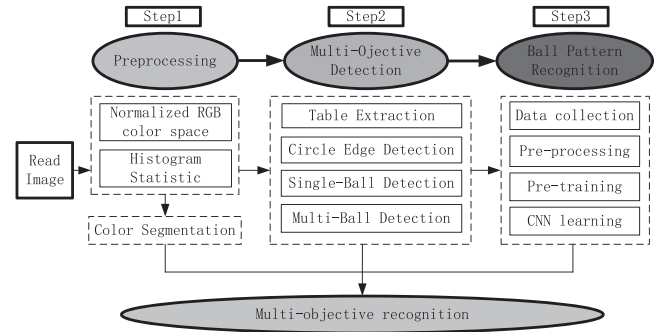 Step1
Step2
Step3
Preprocessing
Multi-Ojective
Detection
Ball Pattern
Recognition
Read
Image
Normalized RGB
color space
Histogram
Statistic
Color Segmentation
Table Extraction
Circle Edge Detection
Single-Ball Detection
Multi-Ball Detection
Data collection
Pre-processing
Pre-training
CNN learning
Multi-objective recognition